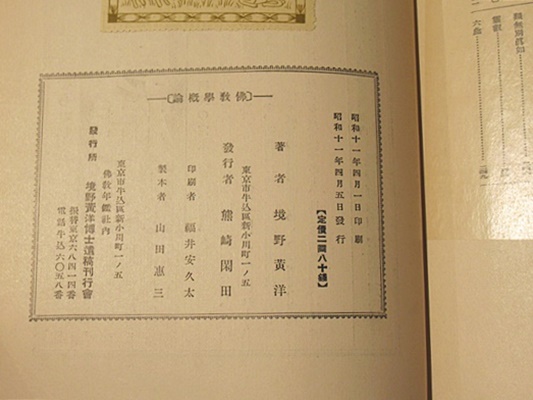 佛敎學槪論
昭和十一年四月一日印刷
昭和十一年四月五日發行
【定價二圓八十錢】
著者 境野黃洋
東京市牛込區新小川町一ノ五
發行者 熊崎閑田
印刷者 福井安久太
製本者 山田惠三
東京市牛込區新小川町一ノ五
佛敎年鑑社內
發行所 境野黃洋博士遺稿刊行會
振替東京六八四一四番
電話牛込六〇五八番